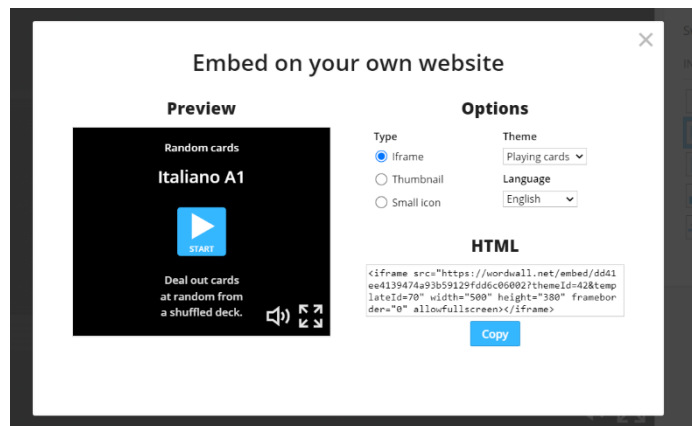 Embed on your own website
Preview
Random cards
Italiano A1
START
Deal out cards
at random from
a shuffled deck.
Options
Type
Iframe
Thumbnail
Small icon
Theme
Playing cards
Language
English
HTML
<iframe src="https://wordwall.net/embed/dd41
ee4139474a93b59129fdd6c06002?themeId=42&temp
lateId=70" width="500" height="380" framebor
der="0" allowfullscreen></iframe>
Copy